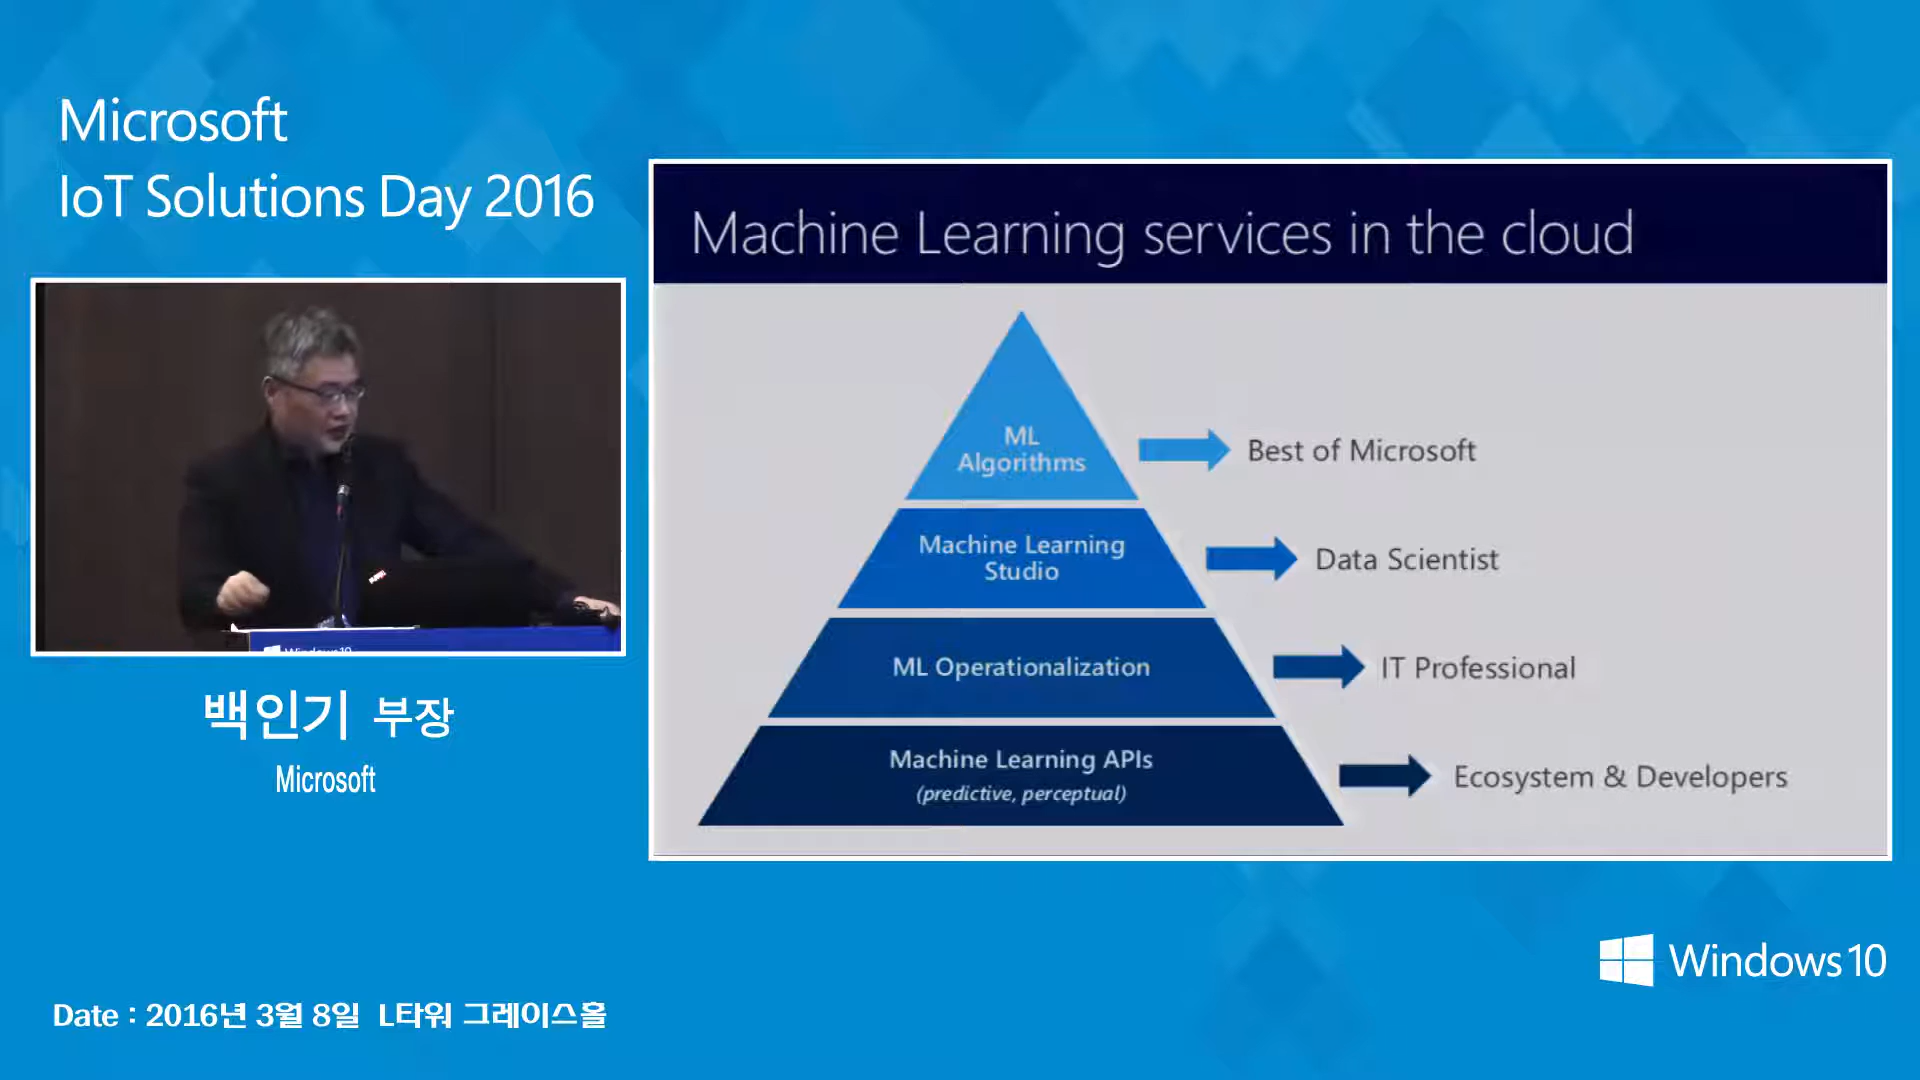 Microsoft
IoT Solutions Day 2016
Machine Learning services in the cloud
ML
Algorithms
Best of Microsoft
Machine Learning
Studio
Data Scientist
ML Operationalization
IT Professional
Machine Learning APIs
(predictive, perceptual)
Ecosystem & Developers
Windows10
백인기 부장
Microsoft
Windows 10
Date : 2016년 3월 8일 L타워 그레이스홀